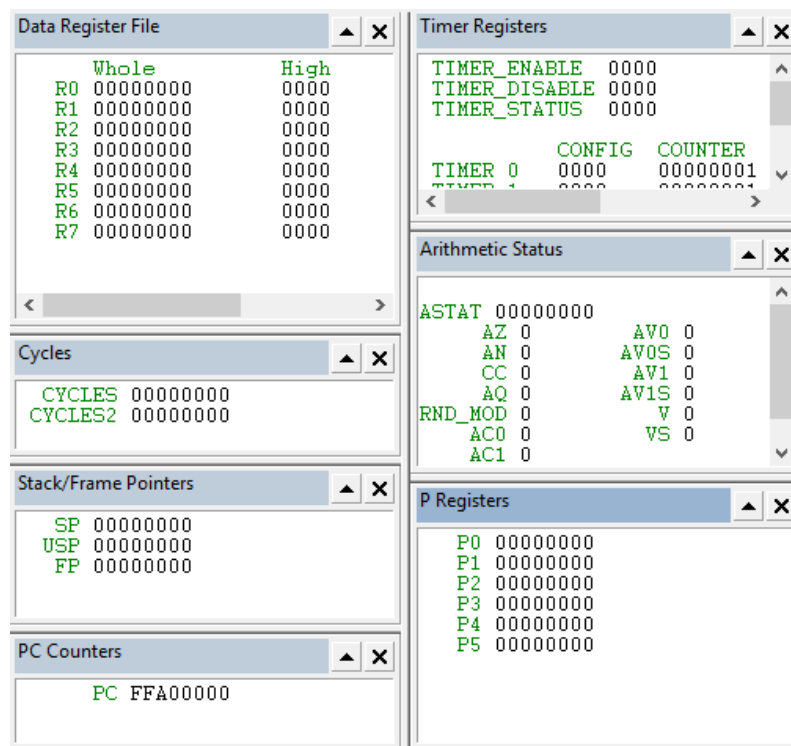 Data Register File
Whole High
R0 00000000 0000
R1 00000000 0000
R2 00000000 0000
R3 00000000 0000
R4 00000000 0000
R5 00000000 0000
R6 00000000 0000
R7 00000000 0000
Cycles
CYCLES 00000000
CYCLES2 00000000
Stack/Frame Pointers
SP 00000000
USP 00000000
FP 00000000
PC Counters
PC FFA00000
Timer Registers
TIMER_ENABLE 0000
TIMER_DISABLE 0000
TIMER_STATUS 0000
CONFIG COUNTER
TIMER 0 0000 00000001
Arithmetic Status
ASTAT 00000000
AZ 0 AV0 0
AN 0 AV0S 0
CC 0 AV1 0
AQ 0 AV1S 0
RND_MOD 0 V 0
AC0 0 VS 0
AC1 0
P Registers
P0 00000000
P1 00000000
P2 00000000
P3 00000000
P4 00000000
P5 00000000